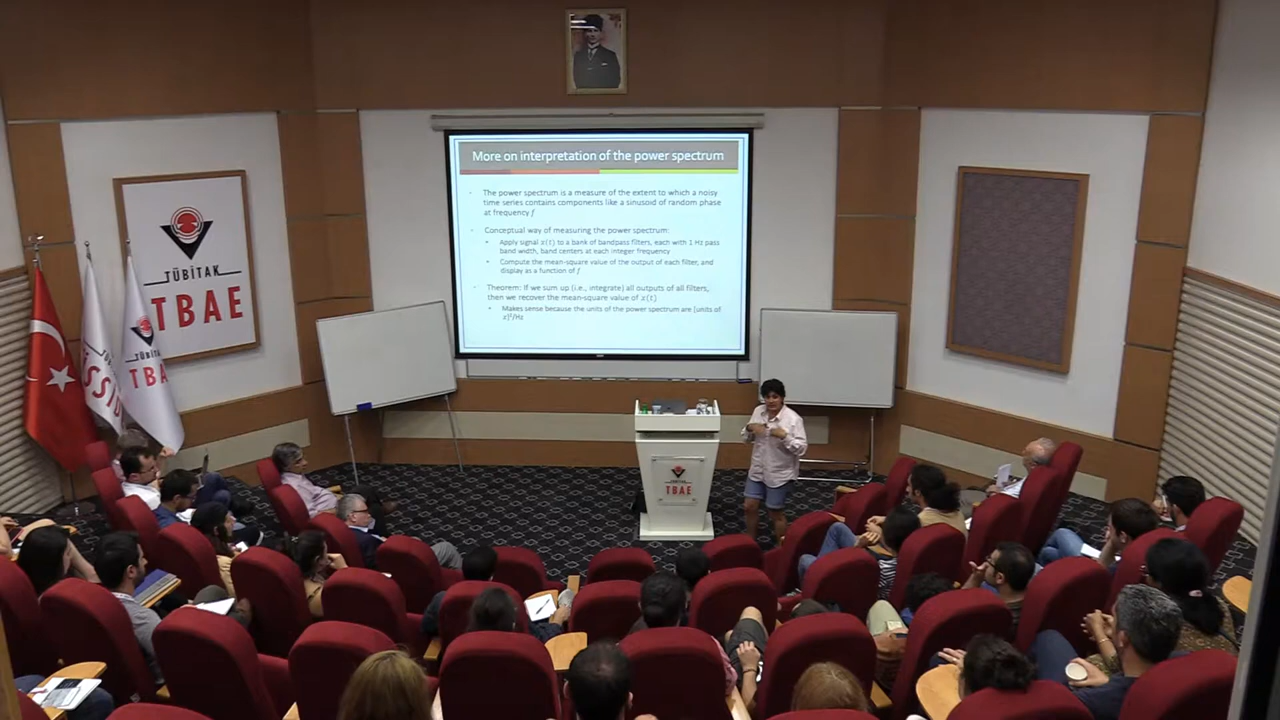 More on interpretation of the power spectrum
The power spectrum is a measure of the extent to which a noisy
time series contains components like a sinusoid of random phase
at frequency f
Conceptual way of measuring the power spectrum:
Apply signal x(t) to a bank of bandpass filters, each with 1 Hz pass
band width, band centers at each integer frequency
Compute the mean-square value of the output of each filter, and
display as a function of f
Theorem: If we sum up (i.e., integrate) all outputs of all filters,
then we recover the mean-square value of x(t)
Makes sense because the units of the power spectrum are [units of
x]²/Hz
TÜBİTAK
TBAE
TÜBİTAK
TBAE